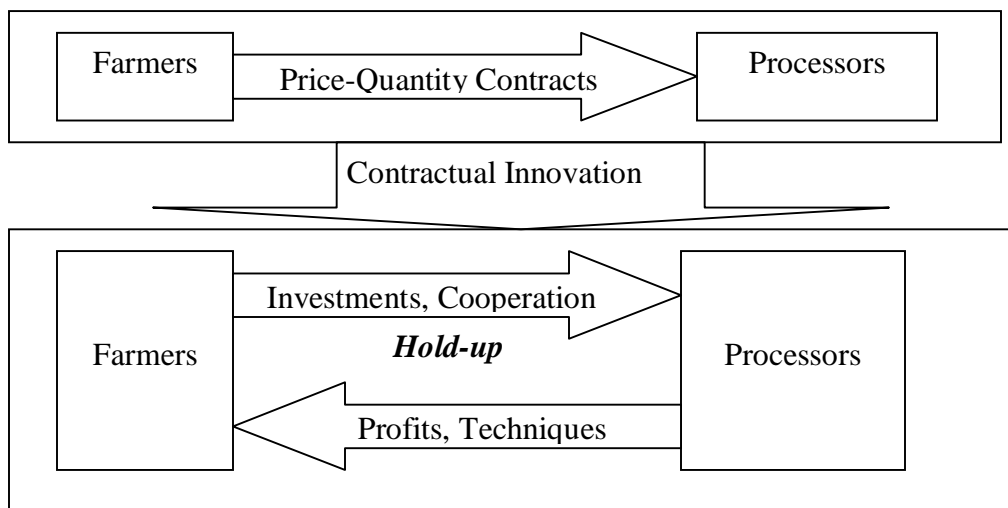 Farmers
Price-Quantity Contracts
Processors
Contractual Innovation
Investments, Cooperation
Hold-up
Farmers
Processors
Profits, Techniques